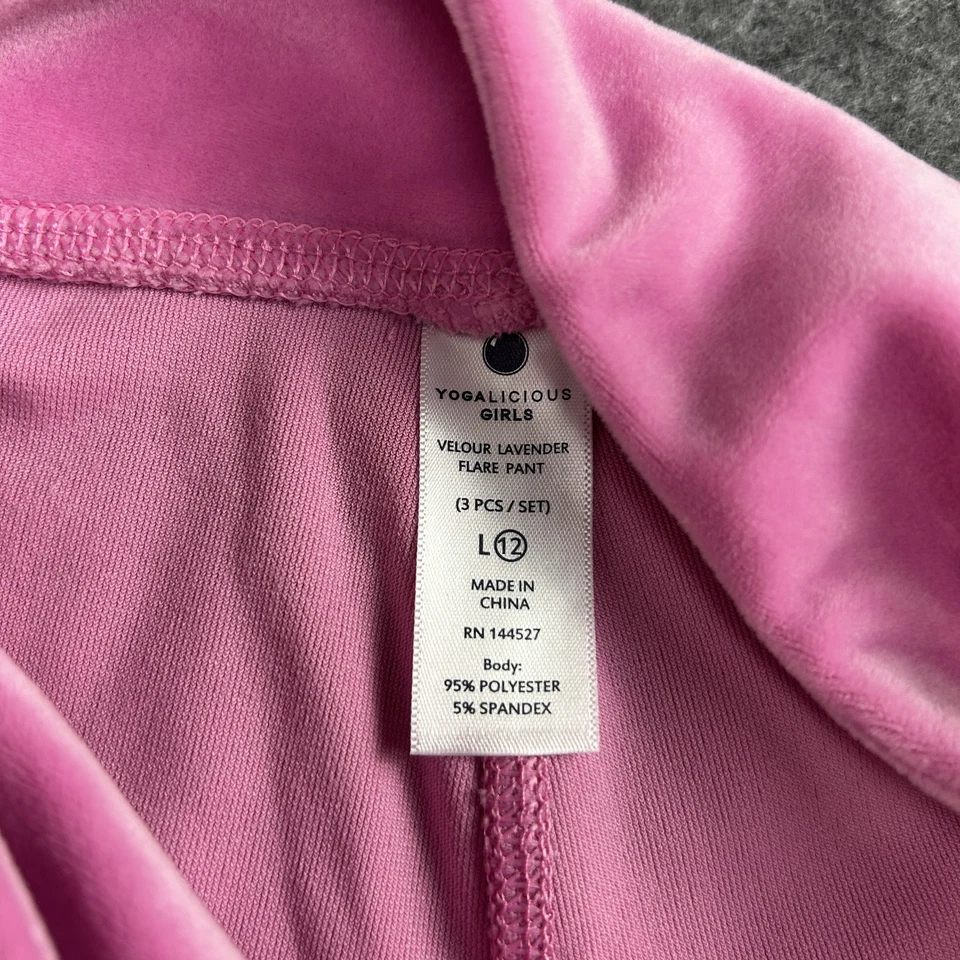 YOGALICIOUS
GIRLS
VELOUR LAVENDER
FLARE PANT
(3 PCS / SET)
L 12
MADE IN
CHINA
RN 144527
Body:
95% POLYESTER
5% SPANDEX